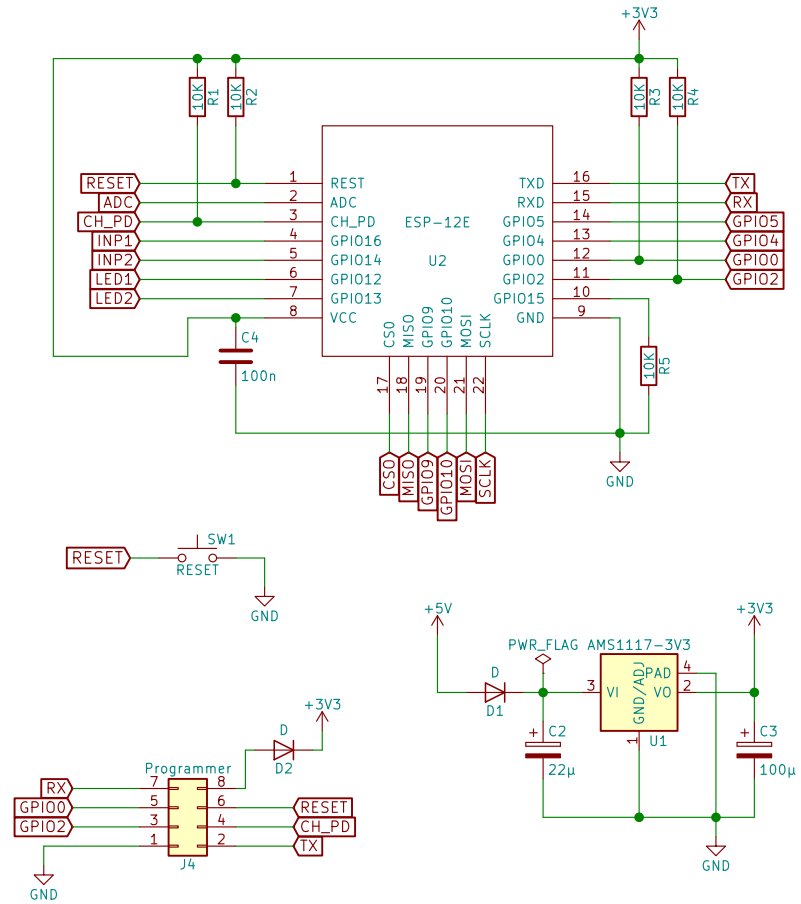 +3V3
10K R1 10K R2 10K R3 10K R4
RESET 1 REST TXD 16 TX
ADC 2 ADC RXD 15 RX
CH_PD 3 CH_PD ESP-12E GPIO5 14 GPIO5
INP1 4 GPIO16 GPIO4 13 GPIO4
INP2 5 GPIO14 U2 GPIO0 12 GPIO0
LED1 6 GPIO12 GPIO2 11 GPIO2
LED2 7 GPIO13 GPIO15 10
8 VCC GND 9
CSO MISO GPIO9 GPIO10 MOSI SCLK
C4
100n
10K R5
17 18 19 20 21 22
CSO MISO GPIO9 GPIO10 MOSI SCLK
GND
RESET SW1
RESET
GND
+5V +3V3
PWR_FLAG AMS1117-3V3
D
D1
3 VI GND/ADJ PAD 4
VO 2
1 U1
+ C2
22µ
+ C3
100µ
GND
+3V3
D
D2
Programmer
RX 7 8
GPIO0 5 6 RESET
GPIO2 3 4 CH_PD
1 2 TX
J4
GND